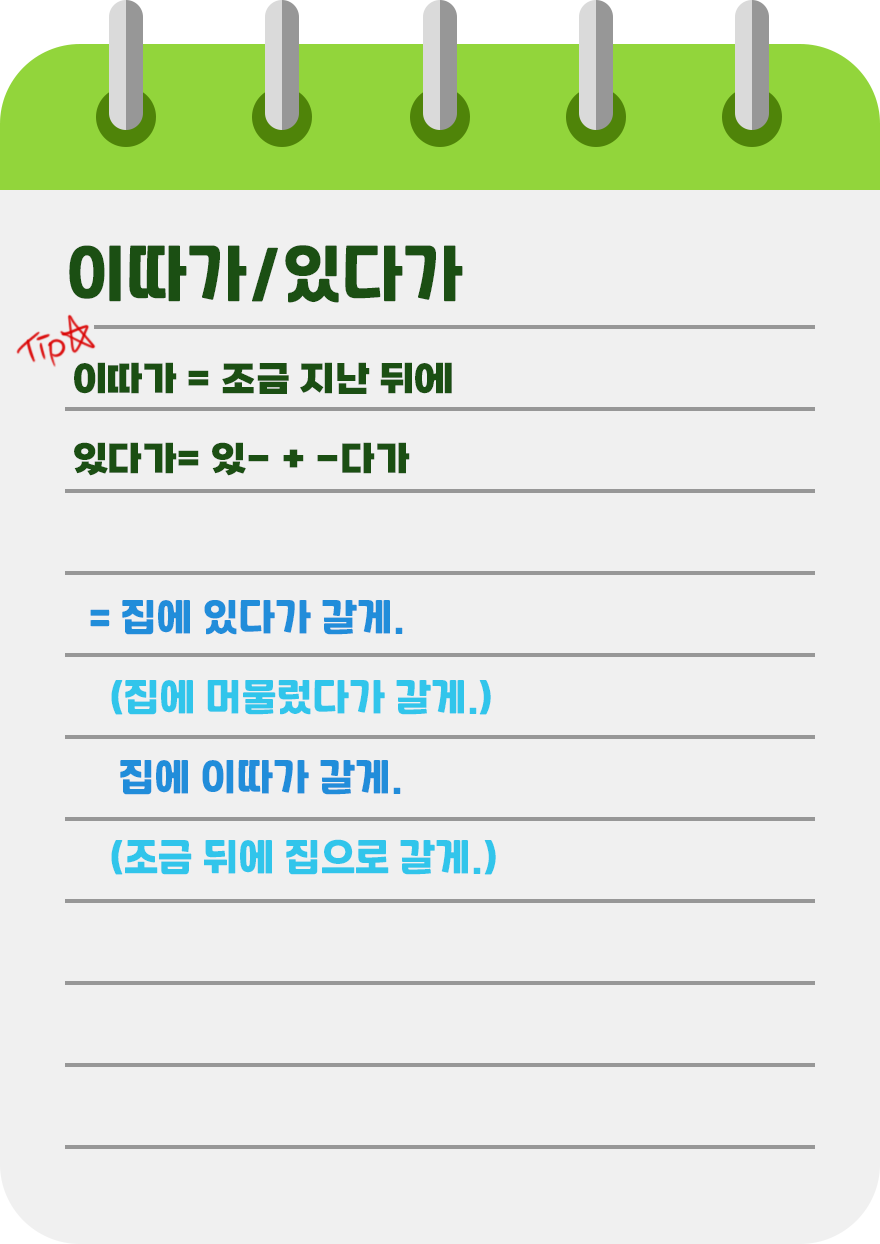 이따가/있다가
Tip☆
이따가 = 조금 지난 뒤에
있다가= 있- + -다가
= 집에 있다가 갈게.
(집에 머물렀다가 갈게.)
집에 이따가 갈게.
(조금 뒤에 집으로 갈게.)